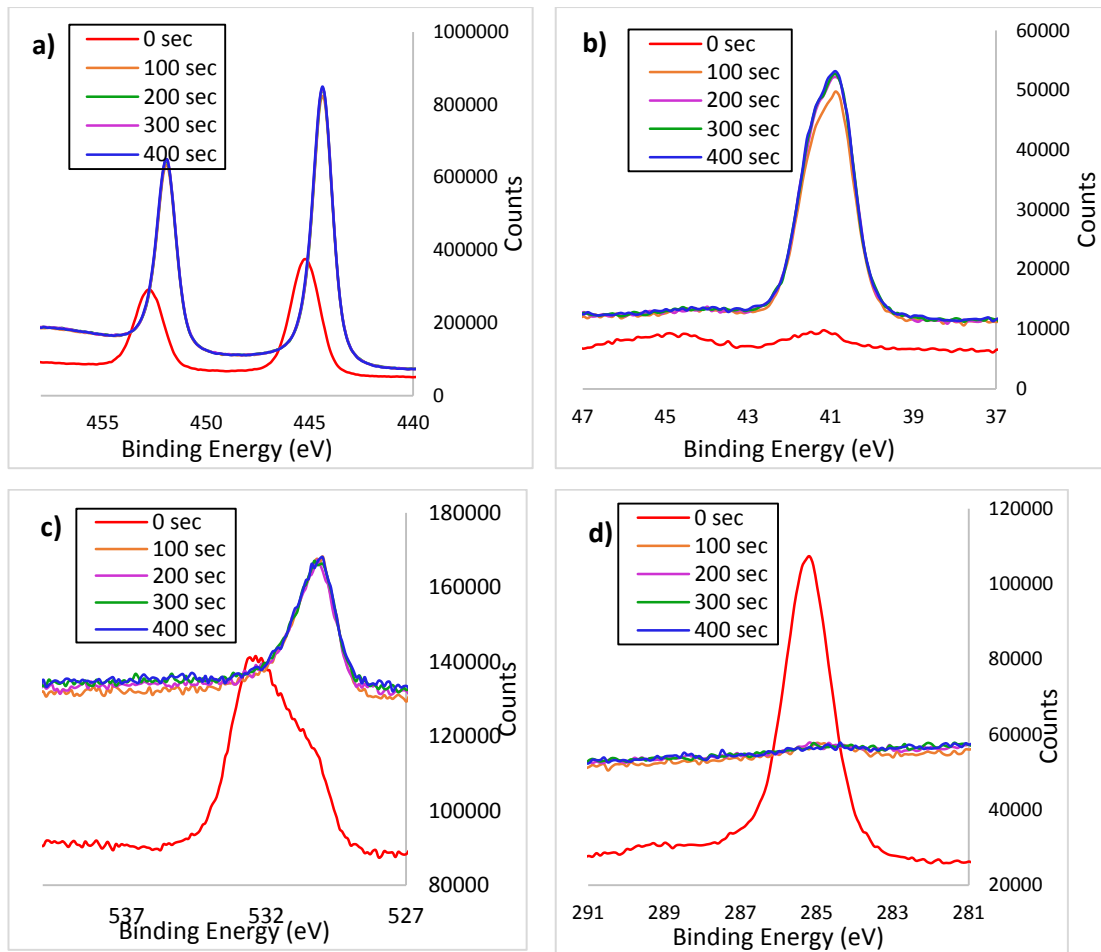 a)
0 sec
100 sec
200 sec
300 sec
400 sec
1000000
800000
600000
400000
200000
0
Counts
455 450 445 440
Binding Energy (eV)
b)
0 sec
100 sec
200 sec
300 sec
400 sec
60000
50000
40000
30000
20000
10000
0
Counts
47 45 43 41 39 37
Binding Energy (eV)
c)
0 sec
100 sec
200 sec
300 sec
400 sec
180000
160000
140000
120000
100000
80000
Counts
537 532 527
Binding Energy (eV)
d)
0 sec
100 sec
200 sec
300 sec
400 sec
120000
100000
80000
60000
40000
20000
Counts
291 289 287 285 283 281
Binding Energy (eV)